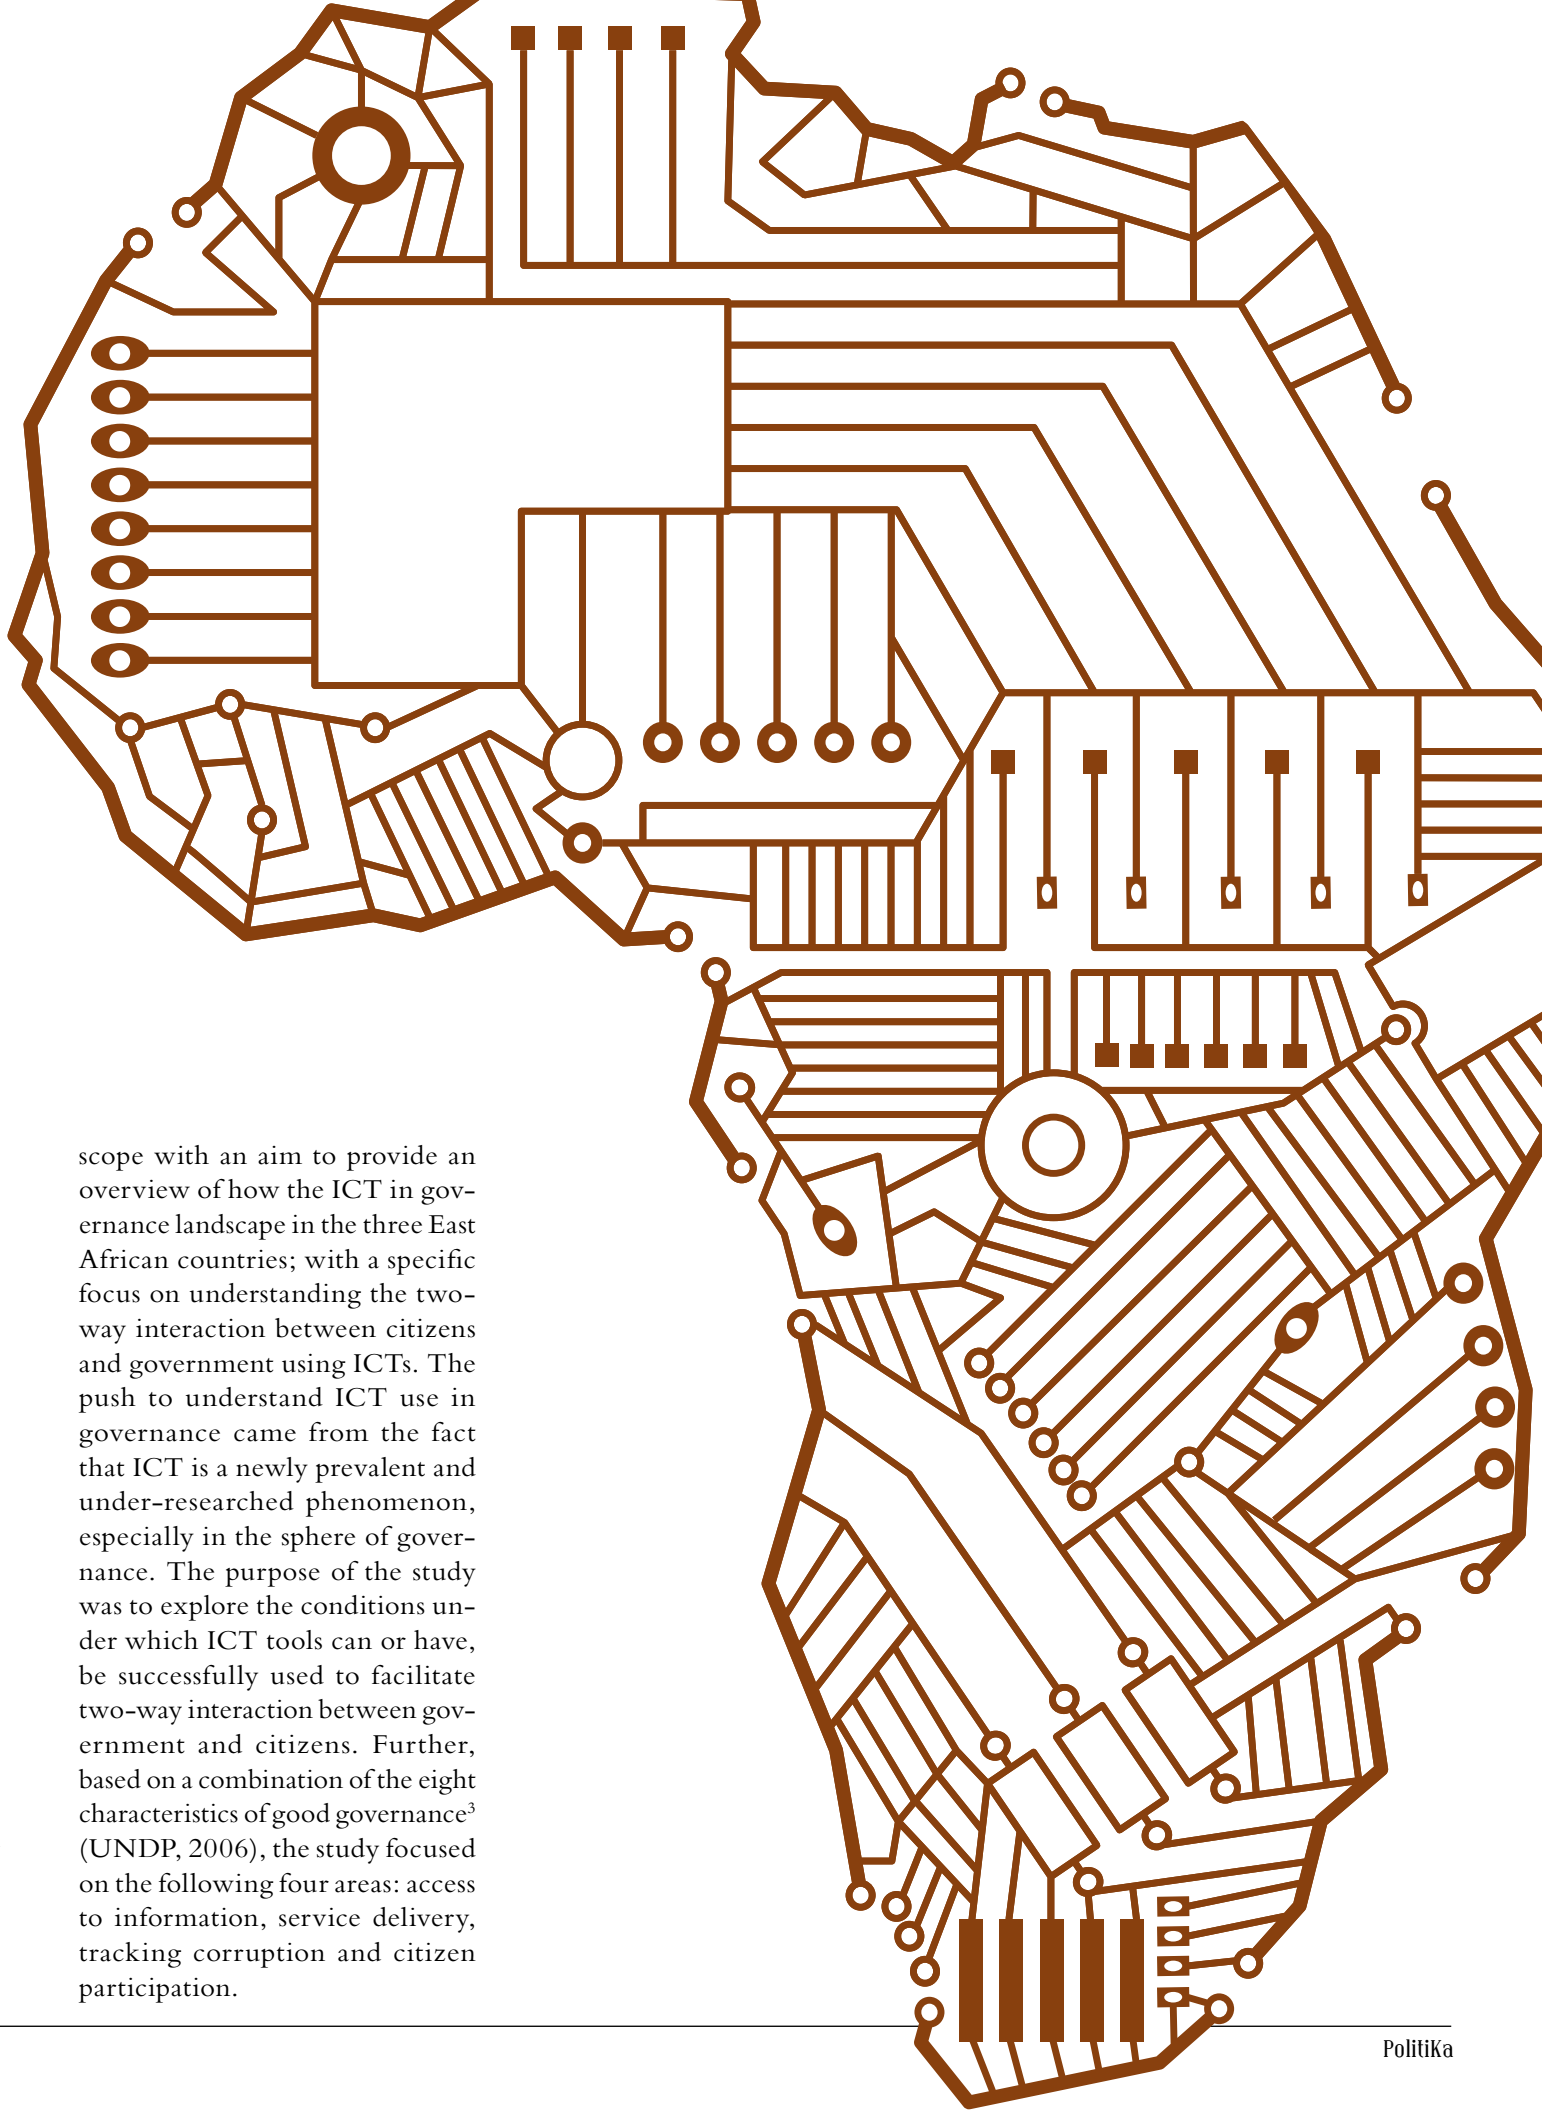 scope with an aim to provide an
overview of how the ICT in gov-
ernance landscape in the three East
African countries; with a specific
focus on understanding the two-
way interaction between citizens
and government using ICTs. The
push to understand ICT use in
governance came from the fact
that ICT is a newly prevalent and
under-researched phenomenon,
especially in the sphere of gover-
nance. The purpose of the study
was to explore the conditions un-
der which ICT tools can or have,
be successfully used to facilitate
two-way interaction between gov-
ernment and citizens. Further,
based on a combination of the eight
characteristics of good governance³
(UNDP, 2006), the study focused
on the following four areas: access
to information, service delivery,
tracking corruption and citizen
participation.
PolitiKa